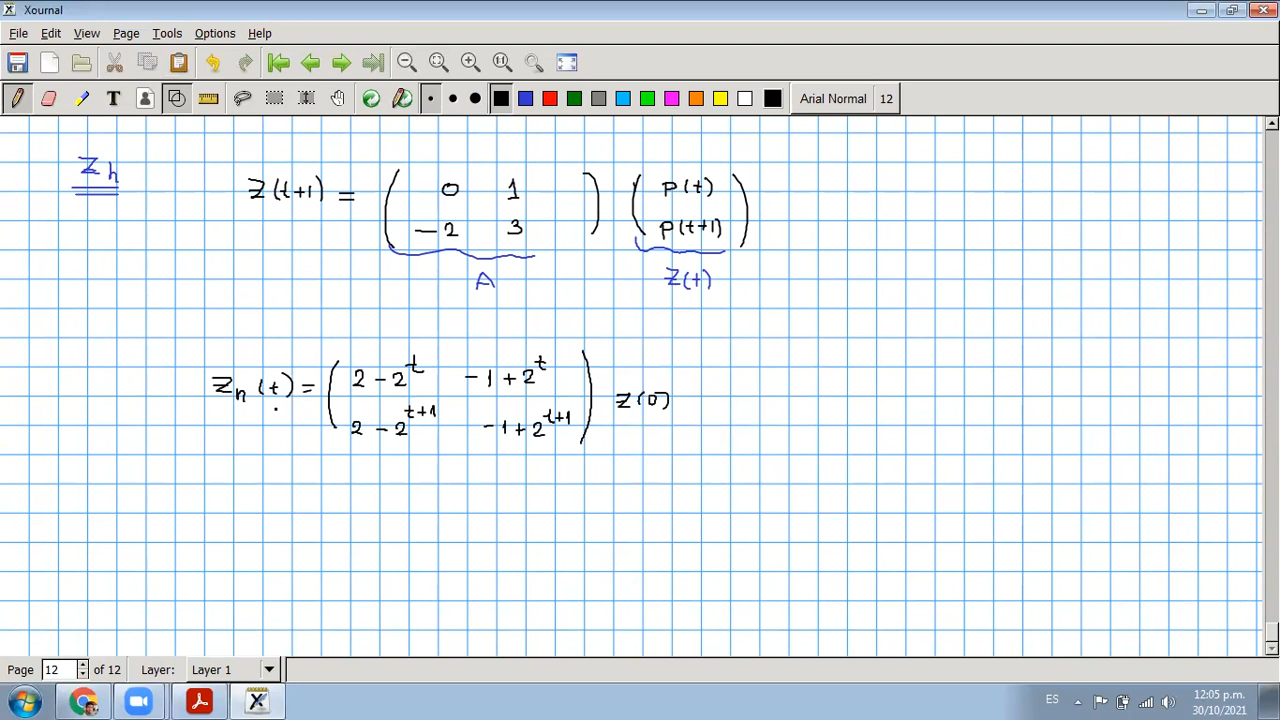 Xournal
File Edit View Page Tools Options Help
Arial Normal 12
Zh
Z(t+1) = ( 0 1 ) ( p(t) )
( -2 3 ) ( p(t+1) )
A Z(t)
Zh(t) = ( 2 - 2^t -1 + 2^t ) Z(0)
( 2 - 2^t+1 -1 + 2^t+1 )
Page 12 of 12 Layer: Layer 1
ES 12:05 p.m.
30/10/2021